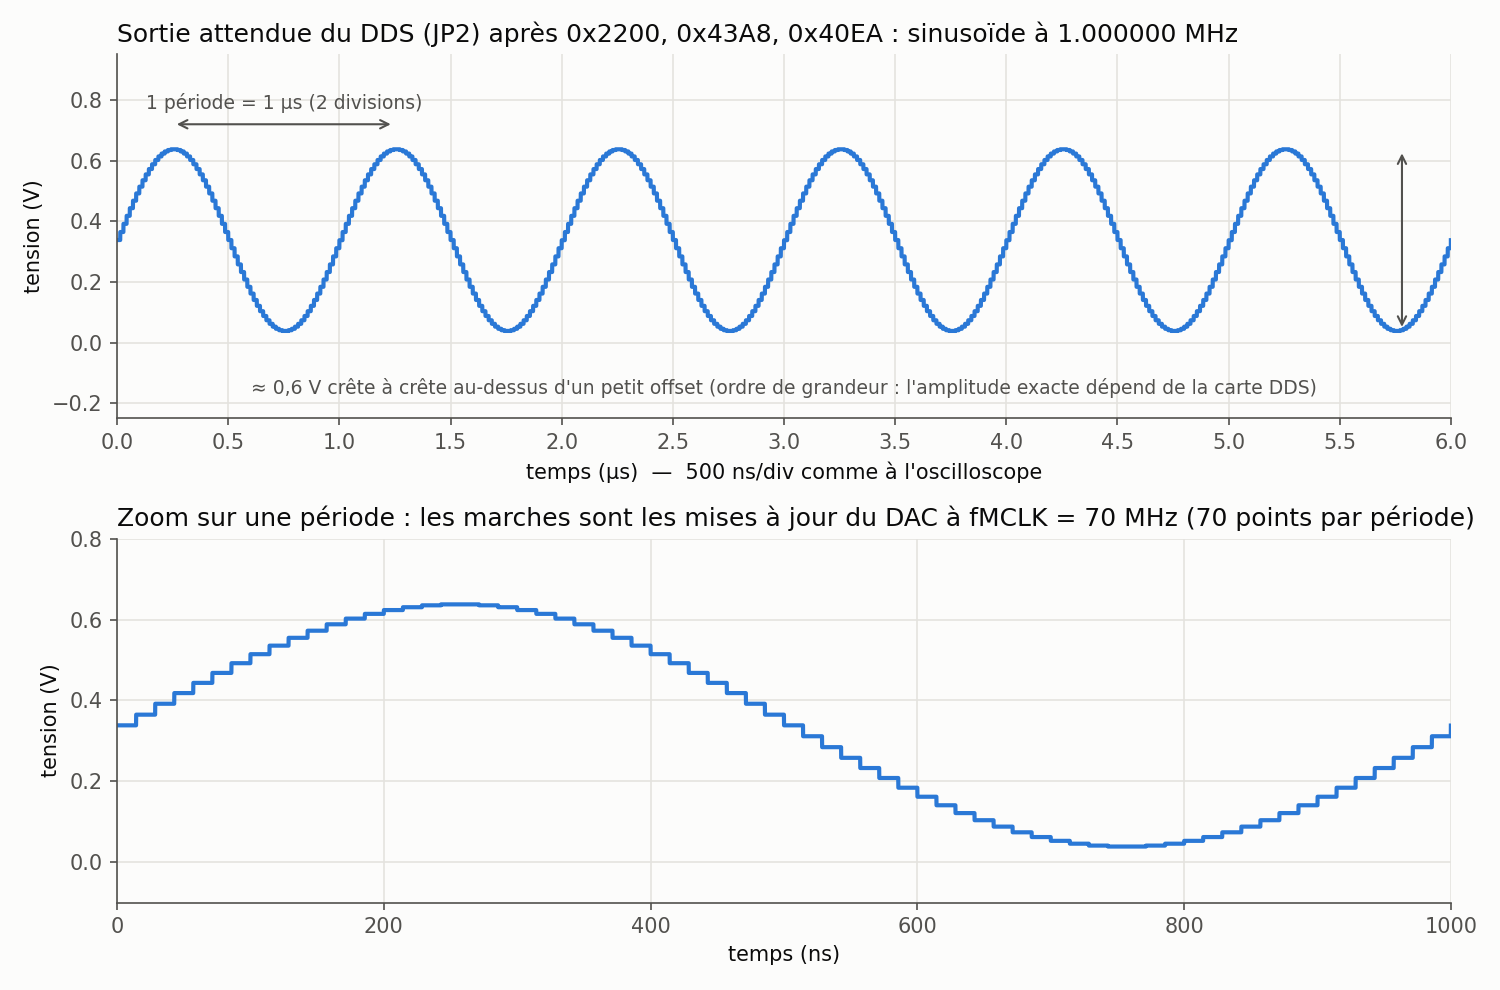 Sortie attendue du DDS (JP2) après 0x2200, 0x43A8, 0x40EA : sinusoïde à 1.000000 MHz
1 période = 1 µs (2 divisions)
tension (V)
0.8
0.6
0.4
0.2
0.0
−0.2
≈ 0,6 V crête à crête au-dessus d'un petit offset (ordre de grandeur : l'amplitude exacte dépend de la carte DDS)
0.0 0.5 1.0 1.5 2.0 2.5 3.0 3.5 4.0 4.5 5.0 5.5 6.0
temps (µs) — 500 ns/div comme à l'oscilloscope
Zoom sur une période : les marches sont les mises à jour du DAC à fMCLK = 70 MHz (70 points par période)
tension (V)
0.8
0.6
0.4
0.2
0.0
0 200 400 600 800 1000
temps (ns)